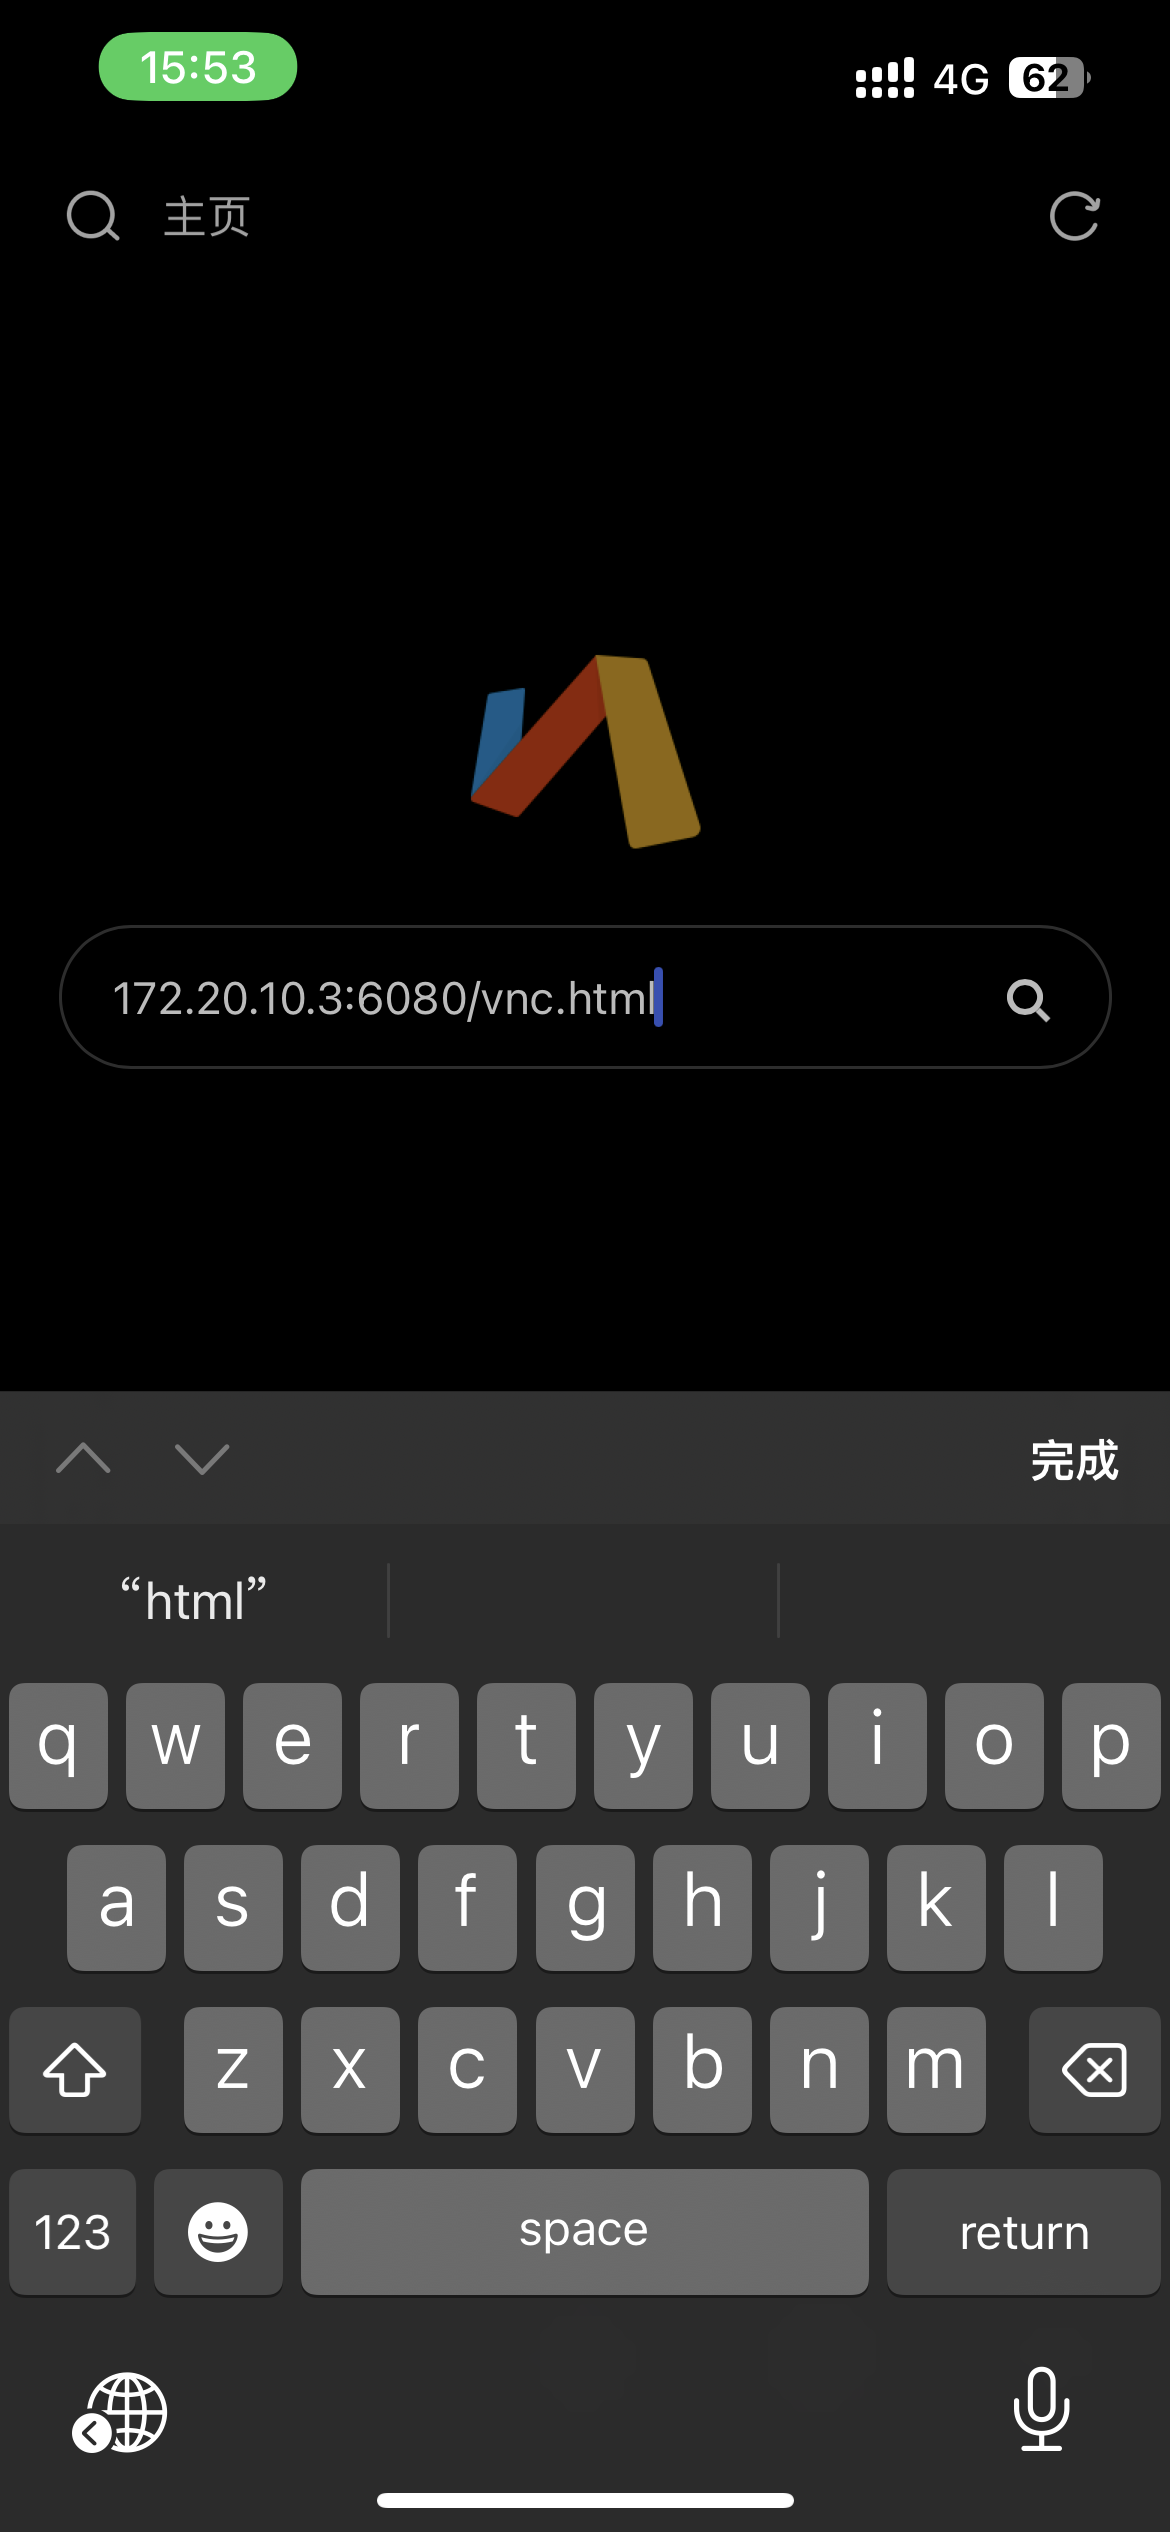 15:53
4G 62
主页
172.20.10.3:6080/vnc.html
完成
“html”
q w e r t y u i o p
a s d f g h j k l
z x c v b n m
123 space return